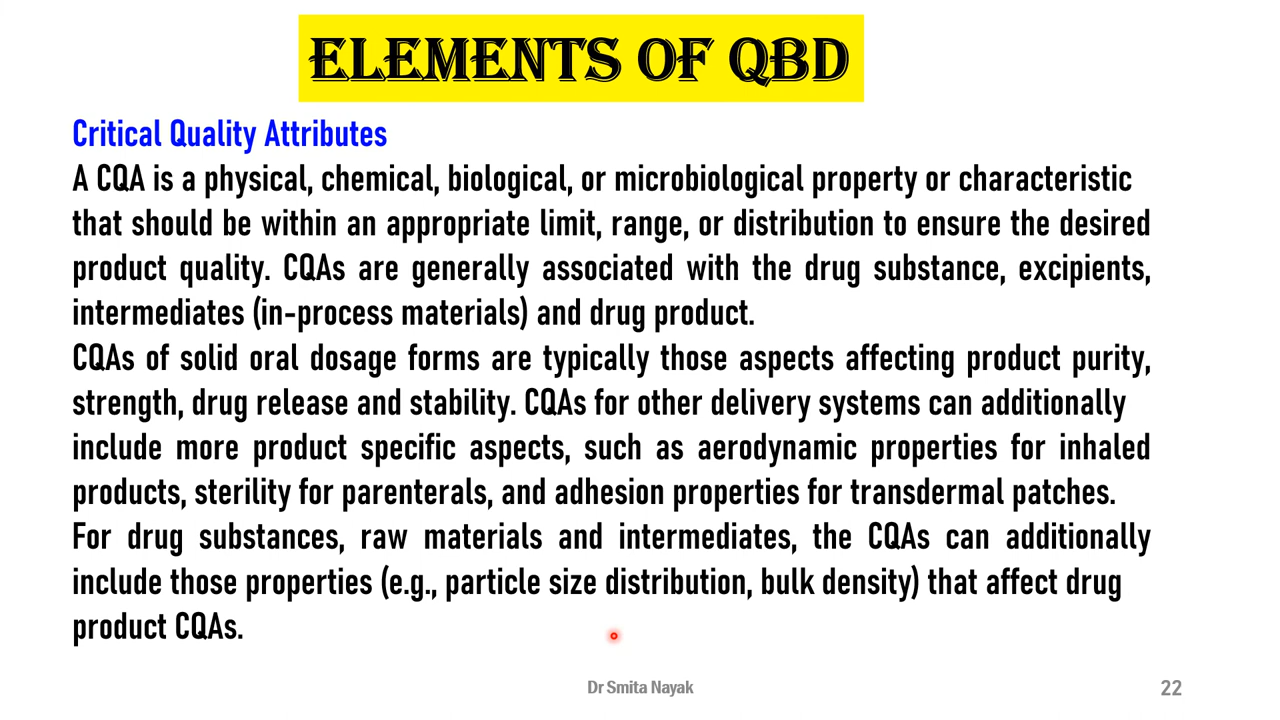 ELEMENTS OF QBD
Critical Quality Attributes
A CQA is a physical, chemical, biological, or microbiological property or characteristic
that should be within an appropriate limit, range, or distribution to ensure the desired
product quality. CQAs are generally associated with the drug substance, excipients,
intermediates (in-process materials) and drug product.
CQAs of solid oral dosage forms are typically those aspects affecting product purity,
strength, drug release and stability. CQAs for other delivery systems can additionally
include more product specific aspects, such as aerodynamic properties for inhaled
products, sterility for parenterals, and adhesion properties for transdermal patches.
For drug substances, raw materials and intermediates, the CQAs can additionally
include those properties (e.g., particle size distribution, bulk density) that affect drug
product CQAs.
Dr Smita Nayak
22